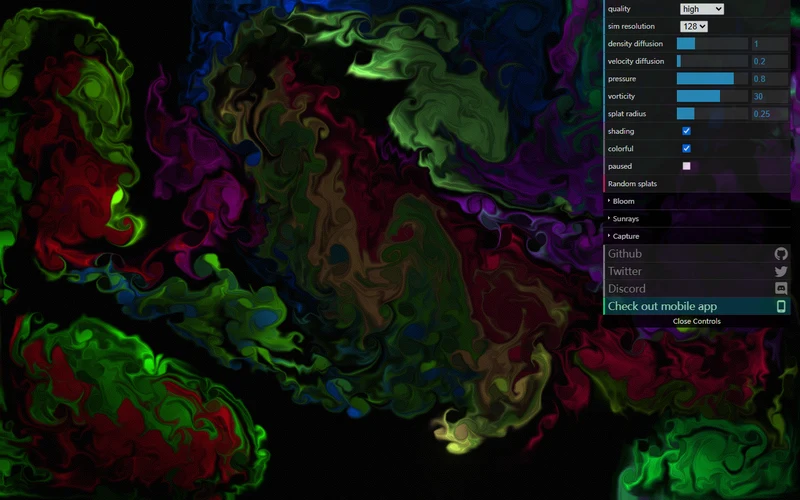 quality high
sim resolution 128
density diffusion 1
velocity diffusion 0.2
pressure 0.8
vorticity 30
splat radius 0.25
shading
colorful
paused
Random splats
Bloom
Sunrays
Capture
Github
Twitter
Discord
Check out mobile app
Close Controls